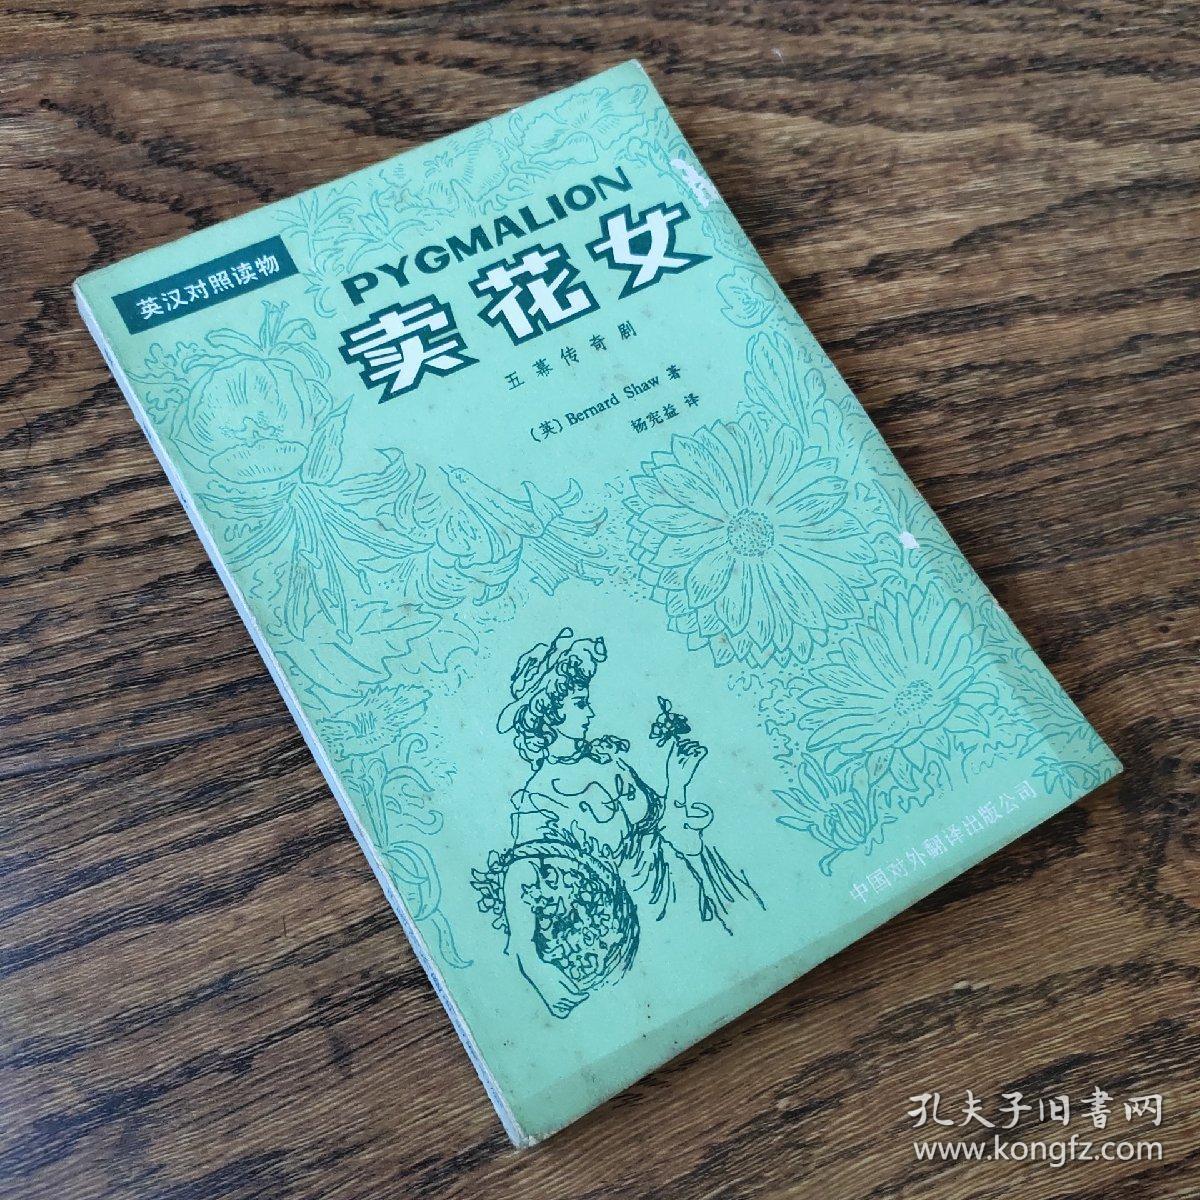 英汉对照读物
PYGMALION
卖花女
五幕传奇剧
(英) Bernard Shaw 著
杨宪益 译
中国对外翻译出版公司
孔夫子旧书网
www.kongfz.com